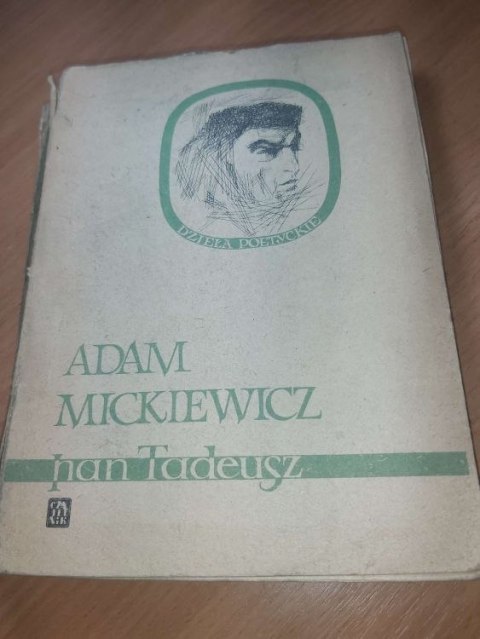 DZIEŁA POETYCKIE
ADAM
MICKIEWICZ
pan Tadeusz